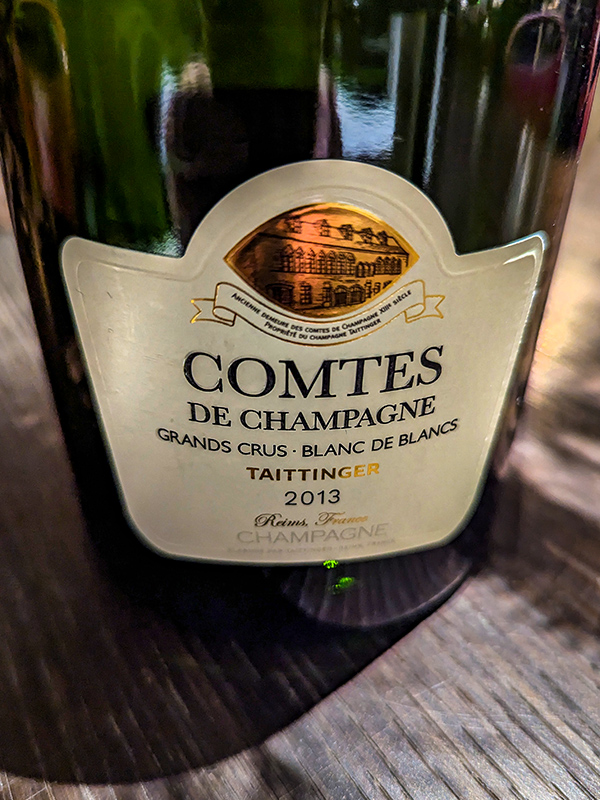 ANCIENNE DEMEURE DES COMTES DE CHAMPAGNE XIIIE SIÈCLE
PROPRIÉTÉ DU CHAMPAGNE TAITTINGER
COMTES
DE CHAMPAGNE
GRANDS CRUS · BLANC DE BLANCS
TAITTINGER
2013
Reims, France
CHAMPAGNE